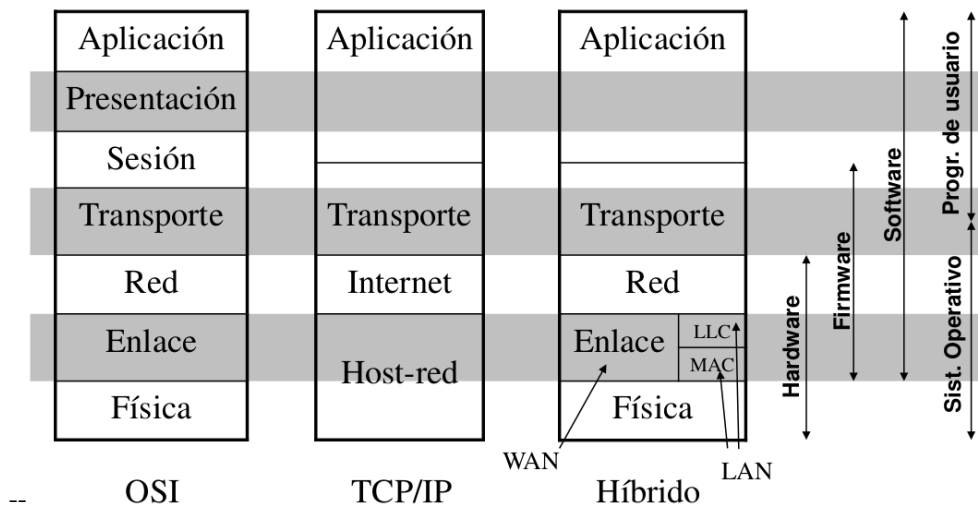 Aplicación Aplicación Aplicación
Presentación
Sesión
Transporte Transporte Transporte
Red Internet Red
Enlace Enlace LLC
MAC
Host-red
Física Física
WAN LAN
Hardware
Firmware
Software
Progr. de usuario
Sist. Operativo
-- OSI TCP/IP Híbrido